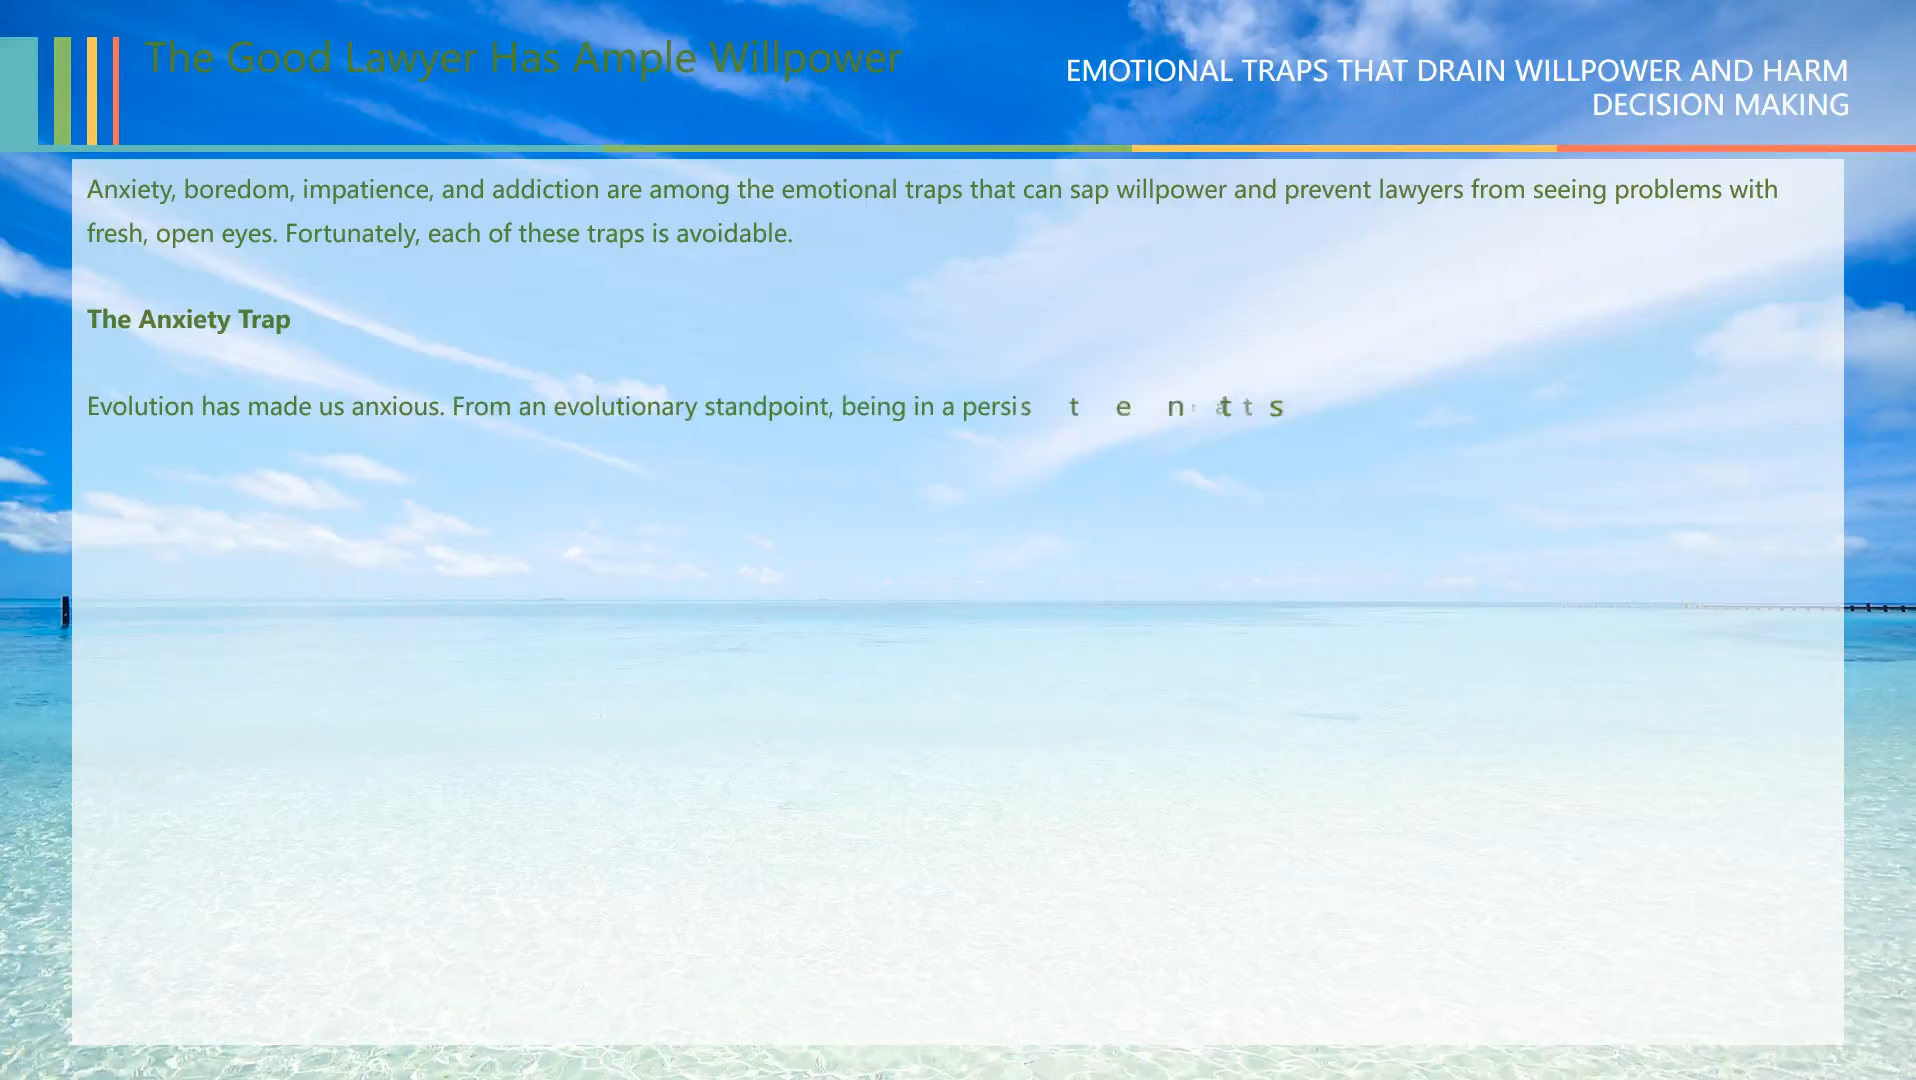 The Good Lawyer Has Ample Willpower
EMOTIONAL TRAPS THAT DRAIN WILLPOWER AND HARM
DECISION MAKING
Anxiety, boredom, impatience, and addiction are among the emotional traps that can sap willpower and prevent lawyers from seeing problems with
fresh, open eyes. Fortunately, each of these traps is avoidable.
The Anxiety Trap
Evolution has made us anxious. From an evolutionary standpoint, being in a persistent